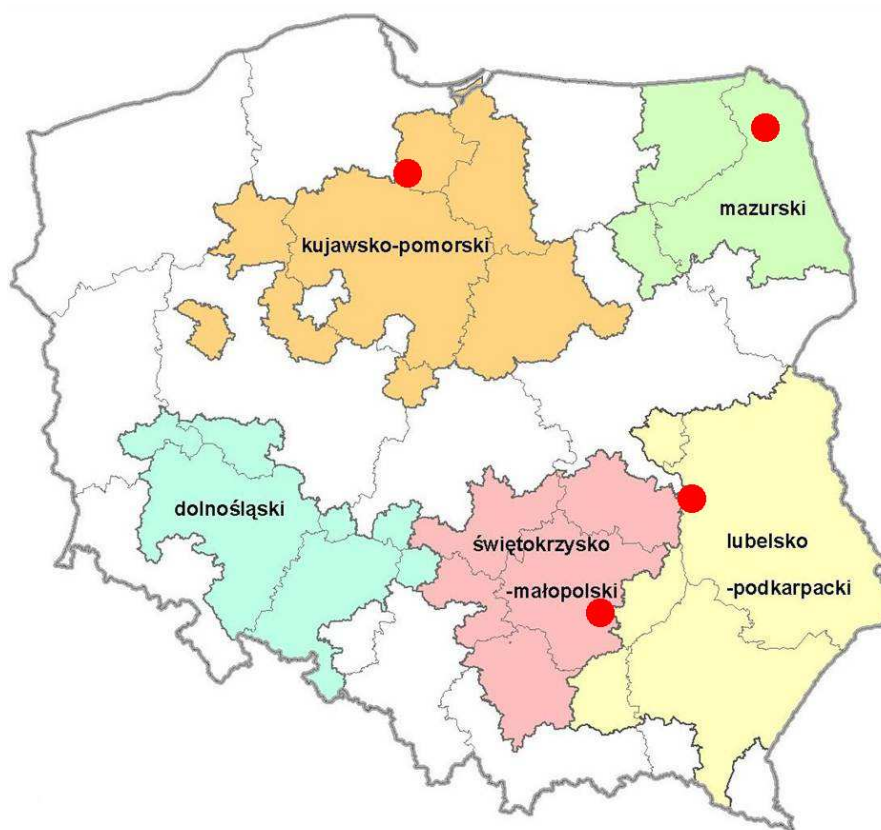 mazurski
kujawsko-pomorski
dolnośląski
świętokrzysko
-małopolski
lubelsko
-podkarpacki